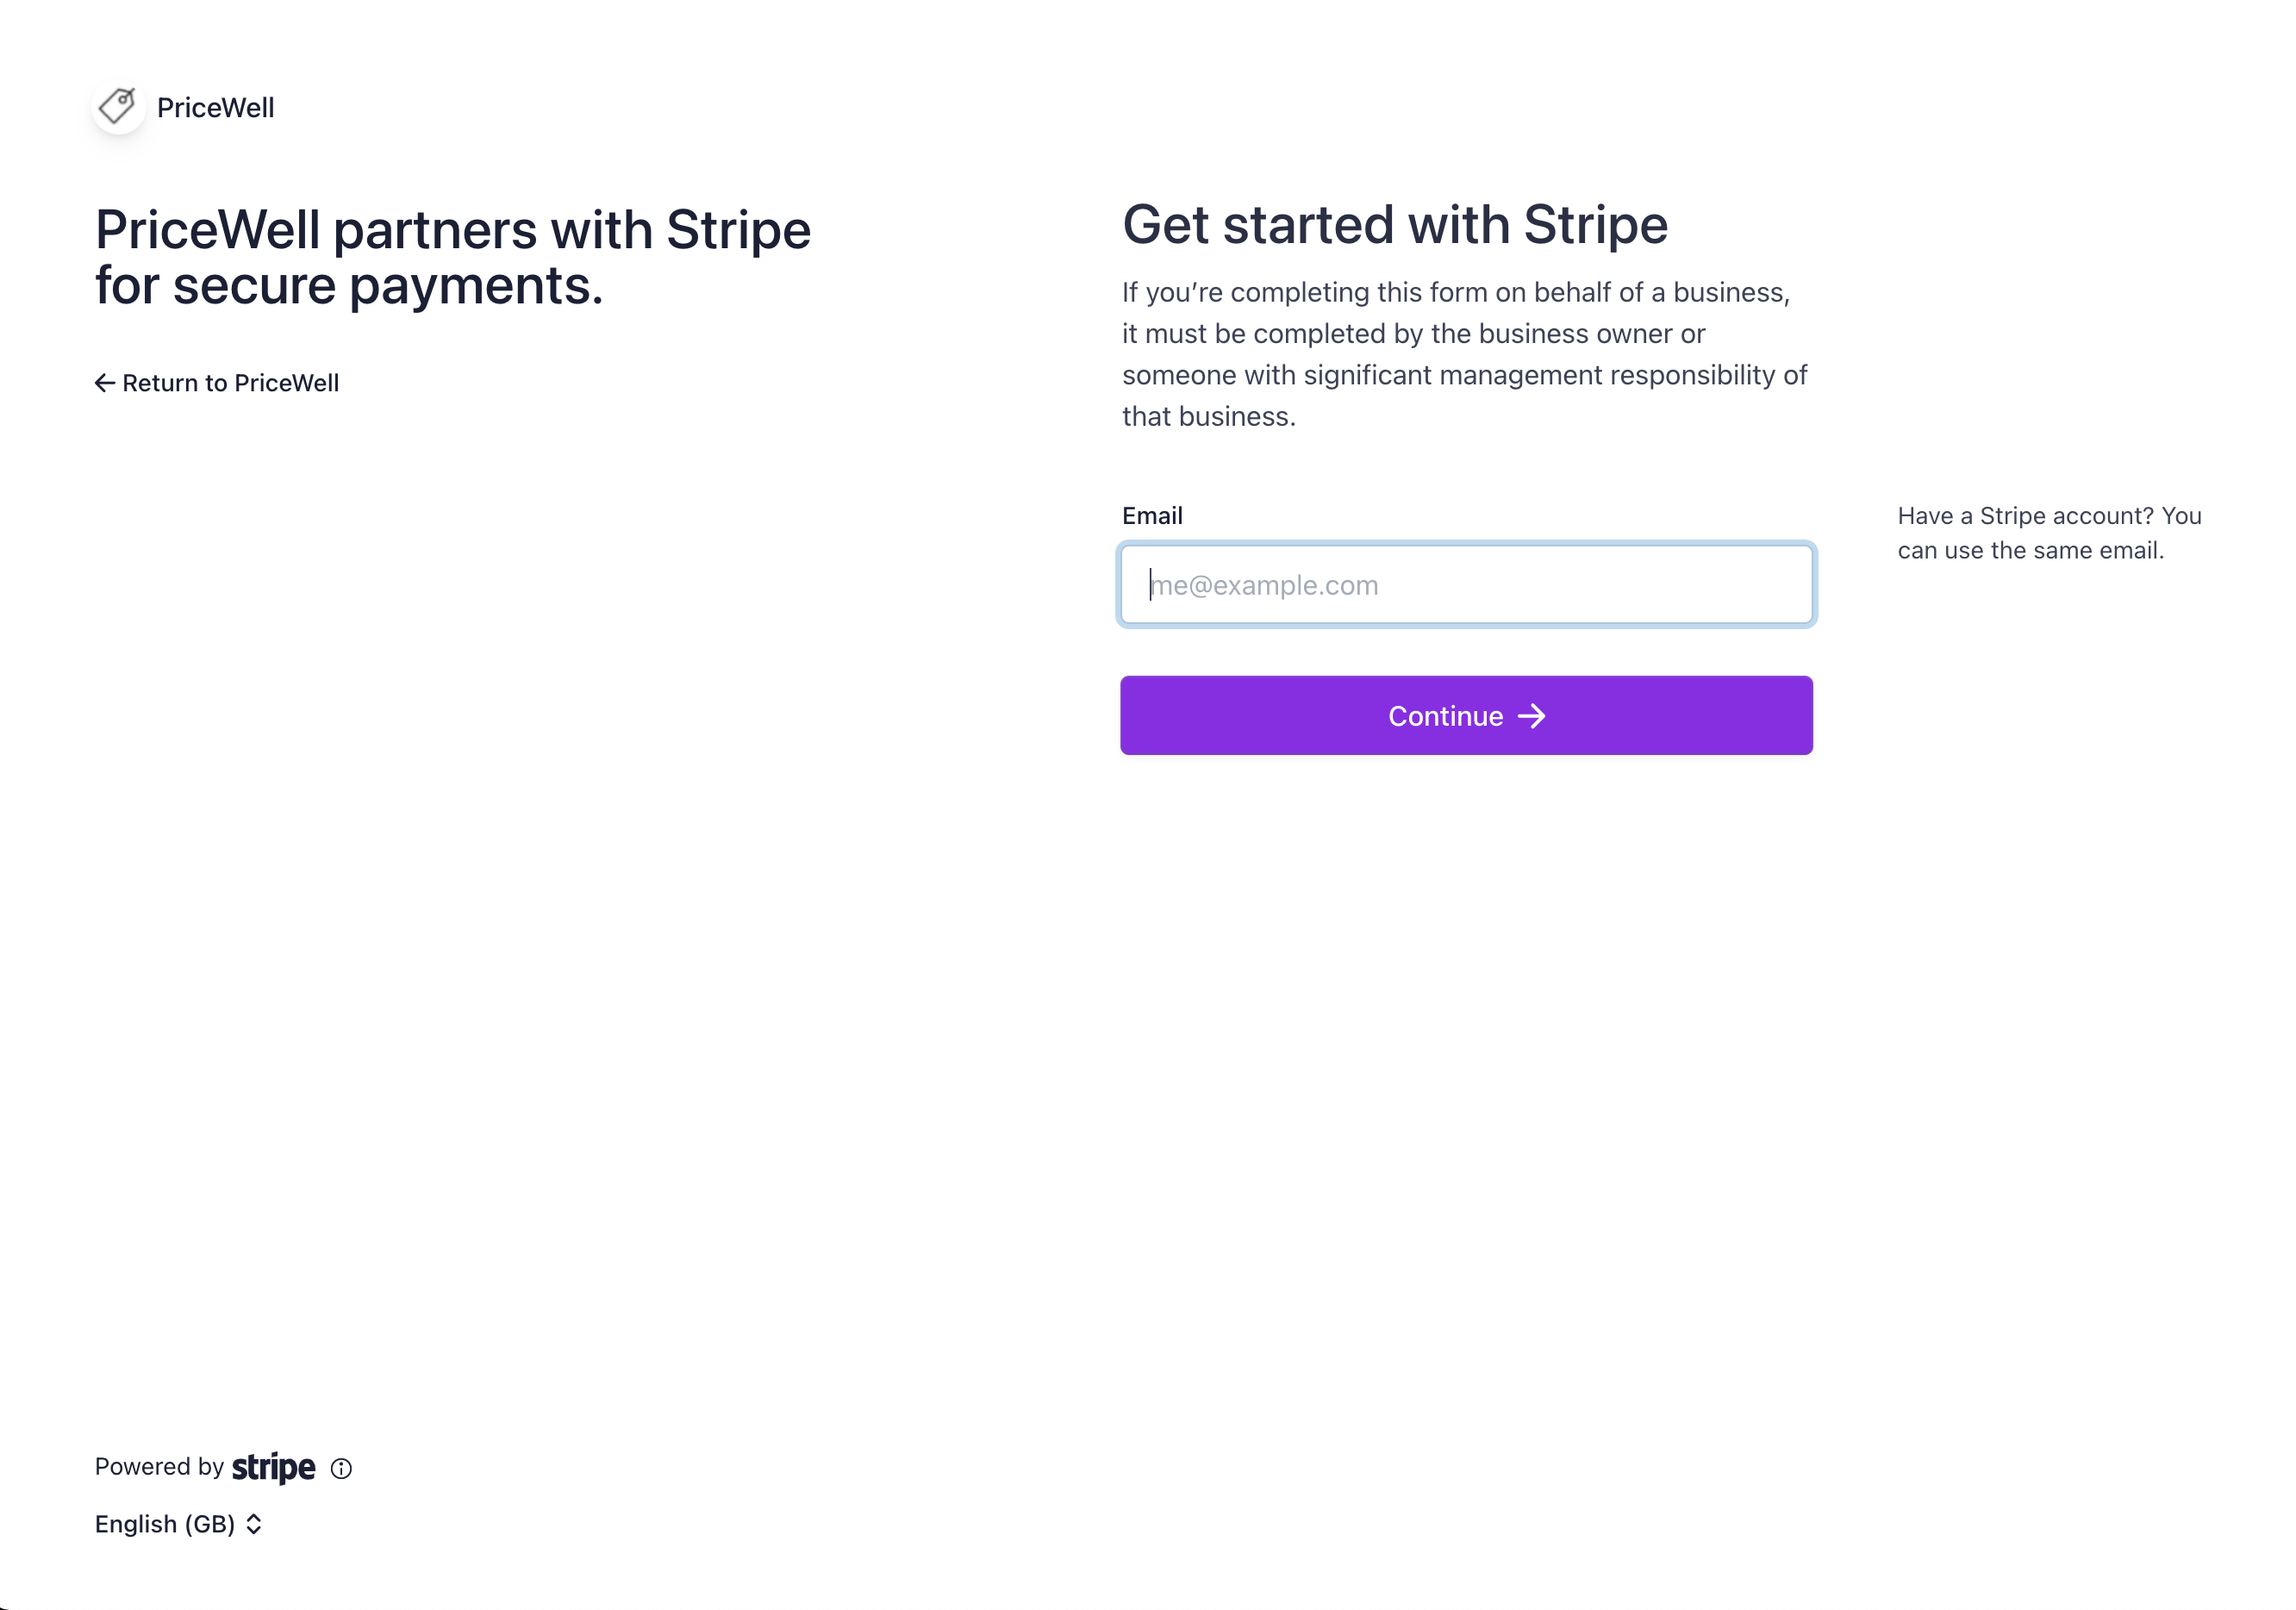 PriceWell
PriceWell partners with Stripe
for secure payments.
Return to PriceWell
Get started with Stripe
If you’re completing this form on behalf of a business,
it must be completed by the business owner or
someone with significant management responsibility of
that business.
Email
me@example.com
Have a Stripe account? You
can use the same email.
Continue
Powered by stripe
English (GB)